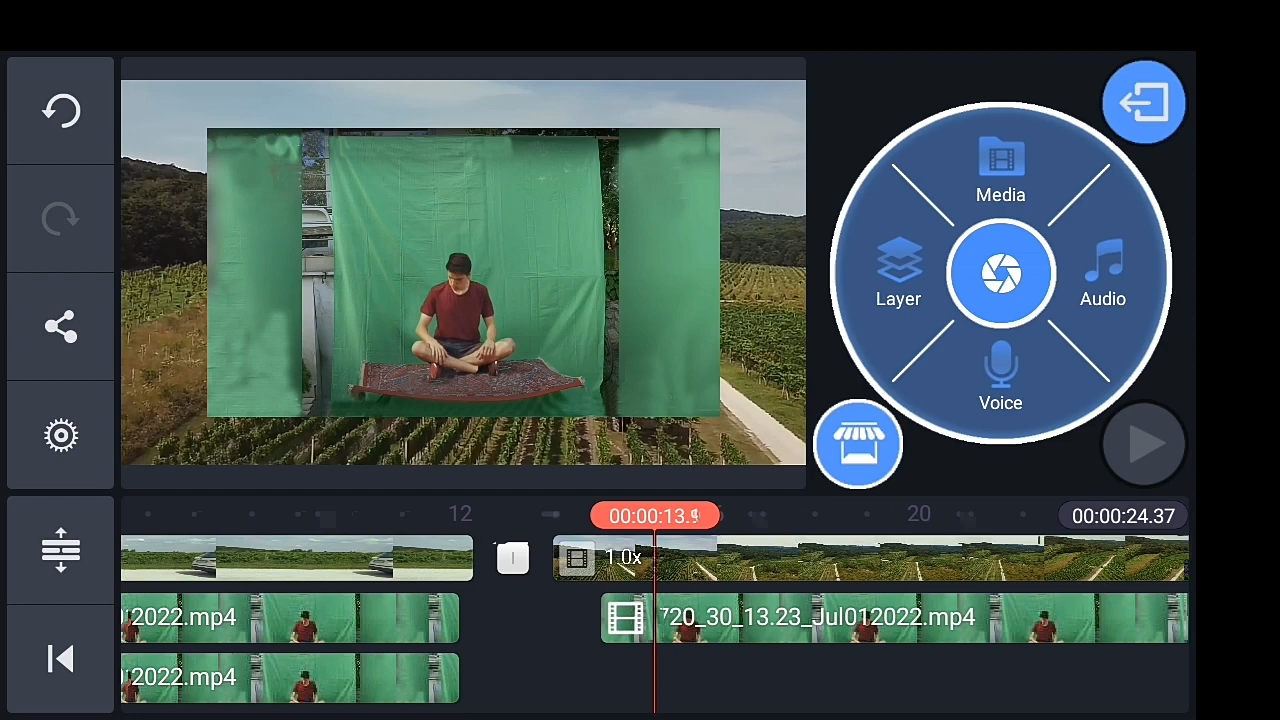 Media
Layer
Audio
Voice
12
00:00:13.9
20
00:00:24.37
1.0x
2022.mp4
720_30_13.23_Jul012022.mp4
2022.mp4